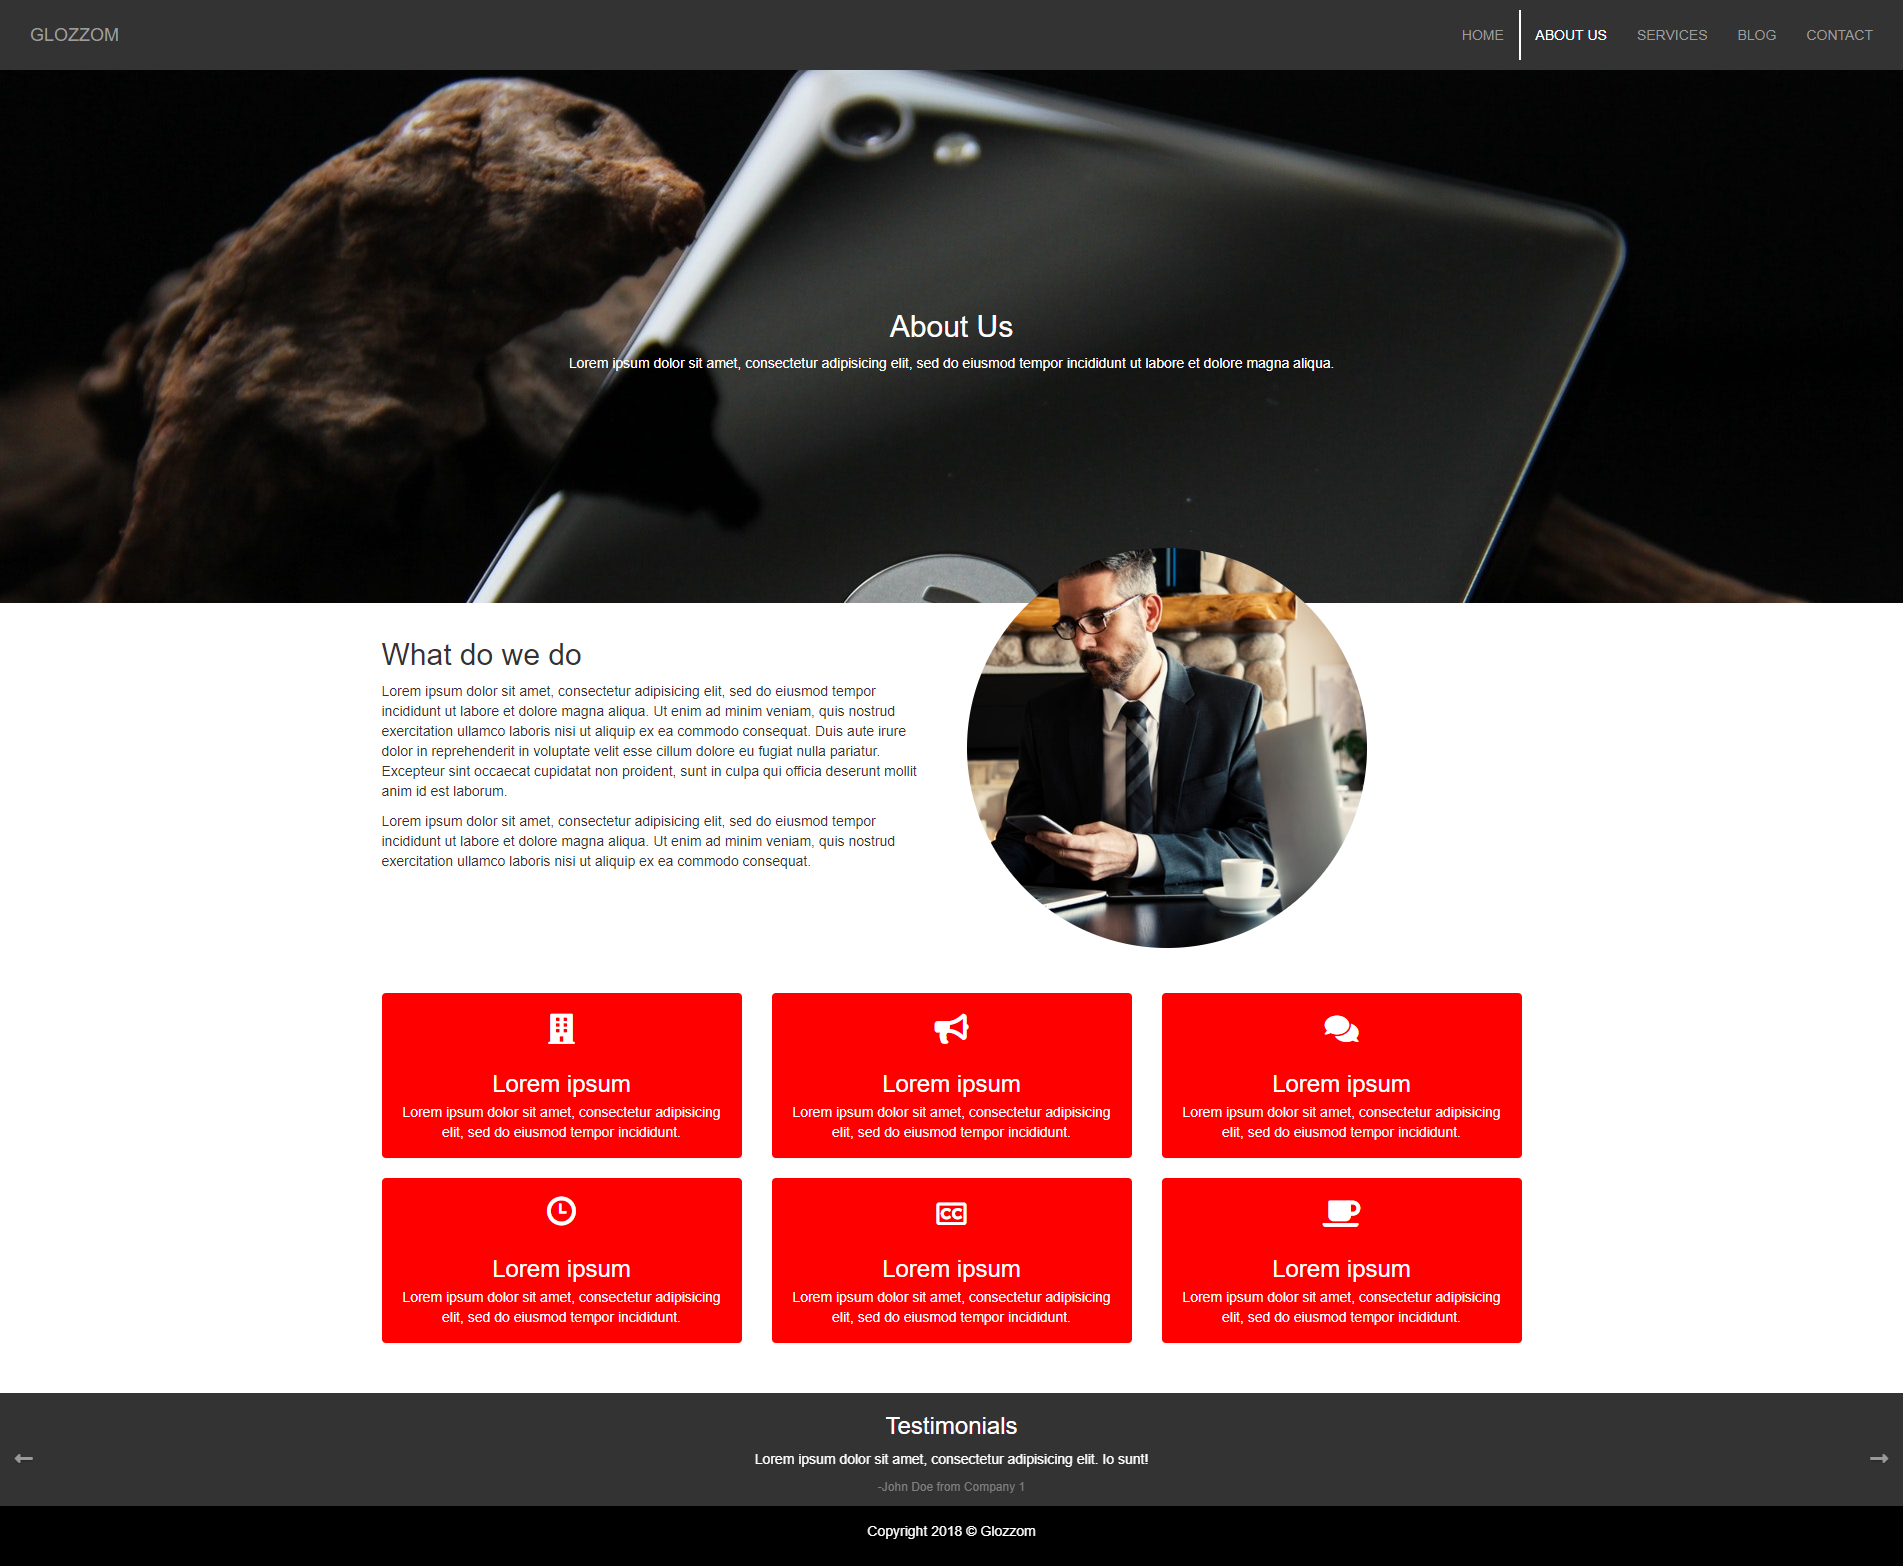 GLOZZOM
HOME ABOUT US SERVICES BLOG CONTACT
About Us
Lorem ipsum dolor sit amet, consectetur adipisicing elit, sed do eiusmod tempor incididunt ut labore et dolore magna aliqua.
What do we do
Lorem ipsum dolor sit amet, consectetur adipisicing elit, sed do eiusmod tempor
incididunt ut labore et dolore magna aliqua. Ut enim ad minim veniam, quis nostrud
exercitation ullamco laboris nisi ut aliquip ex ea commodo consequat. Duis aute irure
dolor in reprehenderit in voluptate velit esse cillum dolore eu fugiat nulla pariatur.
Excepteur sint occaecat cupidatat non proident, sunt in culpa qui officia deserunt mollit
anim id est laborum.
Lorem ipsum dolor sit amet, consectetur adipisicing elit, sed do eiusmod tempor
incididunt ut labore et dolore magna aliqua. Ut enim ad minim veniam, quis nostrud
exercitation ullamco laboris nisi ut aliquip ex ea commodo consequat.
Lorem ipsum
Lorem ipsum dolor sit amet, consectetur adipisicing
elit, sed do eiusmod tempor incididunt.
Lorem ipsum
Lorem ipsum dolor sit amet, consectetur adipisicing
elit, sed do eiusmod tempor incididunt.
Lorem ipsum
Lorem ipsum dolor sit amet, consectetur adipisicing
elit, sed do eiusmod tempor incididunt.
Lorem ipsum
Lorem ipsum dolor sit amet, consectetur adipisicing
elit, sed do eiusmod tempor incididunt.
CC
Lorem ipsum
Lorem ipsum dolor sit amet, consectetur adipisicing
elit, sed do eiusmod tempor incididunt.
Lorem ipsum
Lorem ipsum dolor sit amet, consectetur adipisicing
elit, sed do eiusmod tempor incididunt.
Testimonials
Lorem ipsum dolor sit amet, consectetur adipisicing elit. Io sunt!
-John Doe from Company 1
Copyright 2018 © Glozzom